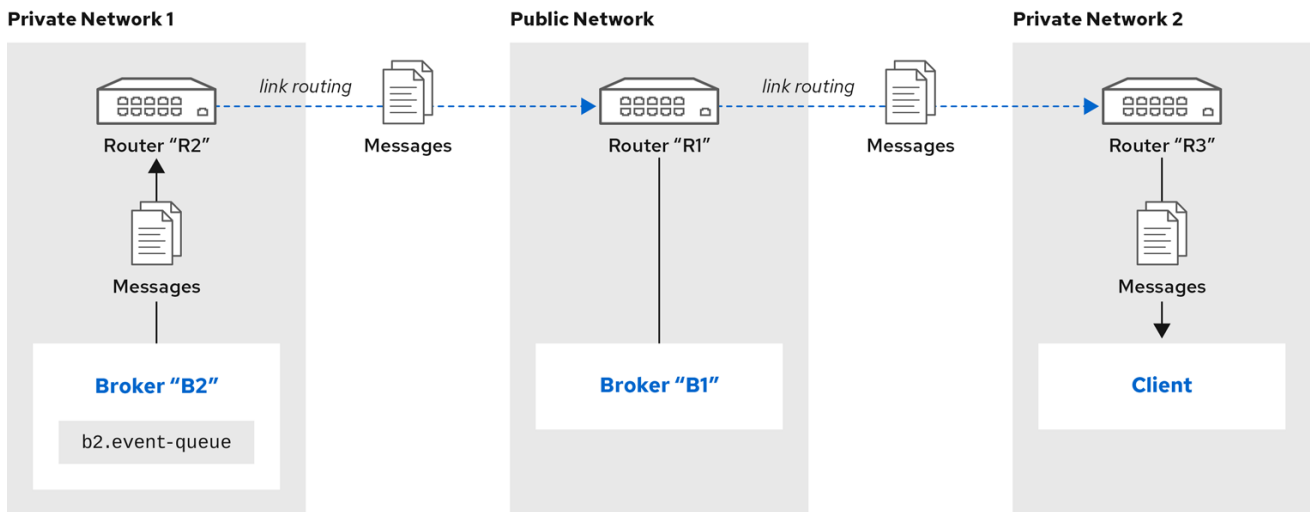 Private Network 1
Public Network
Private Network 2
link routing
link routing
Router “R2”
Messages
Router “R1”
Messages
Router “R3”
Messages
Messages
Broker “B2”
Broker “B1”
Client
b2.event-queue